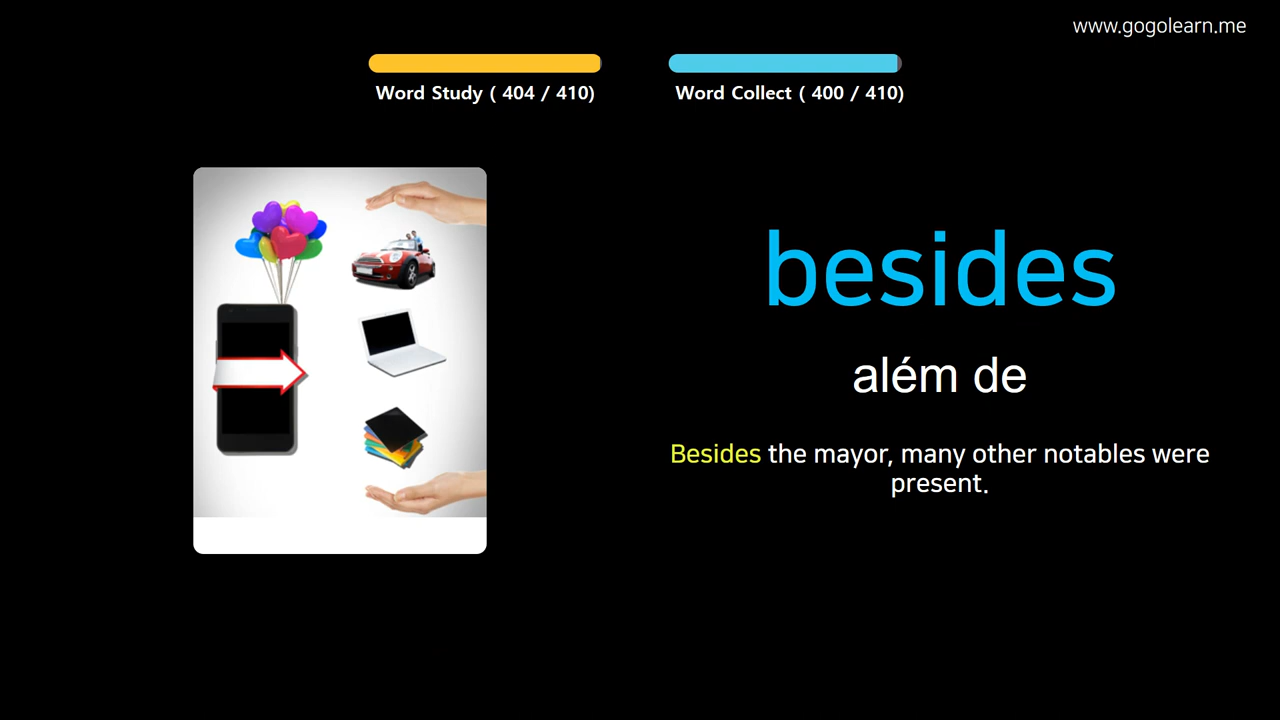 www.gogolearn.me
Word Study ( 404 / 410)
Word Collect ( 400 / 410)
besides
além de
Besides the mayor, many other notables were
present.